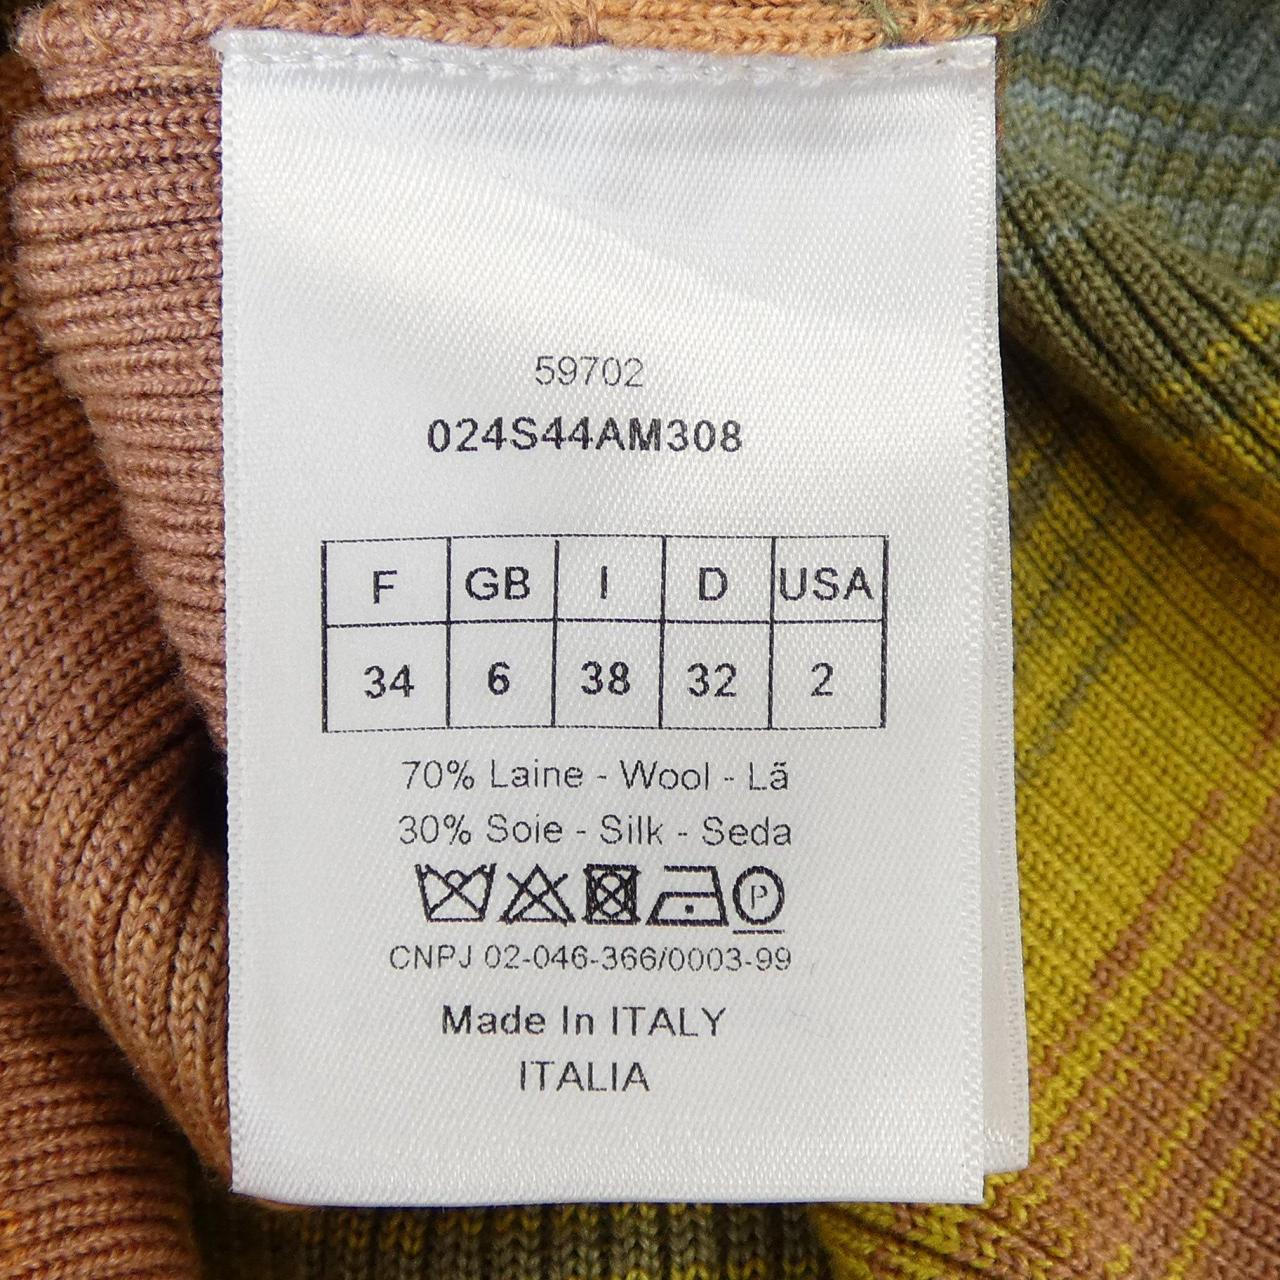 59702
024S44AM308
F GB I D USA
34 6 38 32 2
70% Laine - Wool - Lã
30% Soie - Silk - Seda
P
CNPJ 02-046-366/0003-99
Made In ITALY
ITALIA